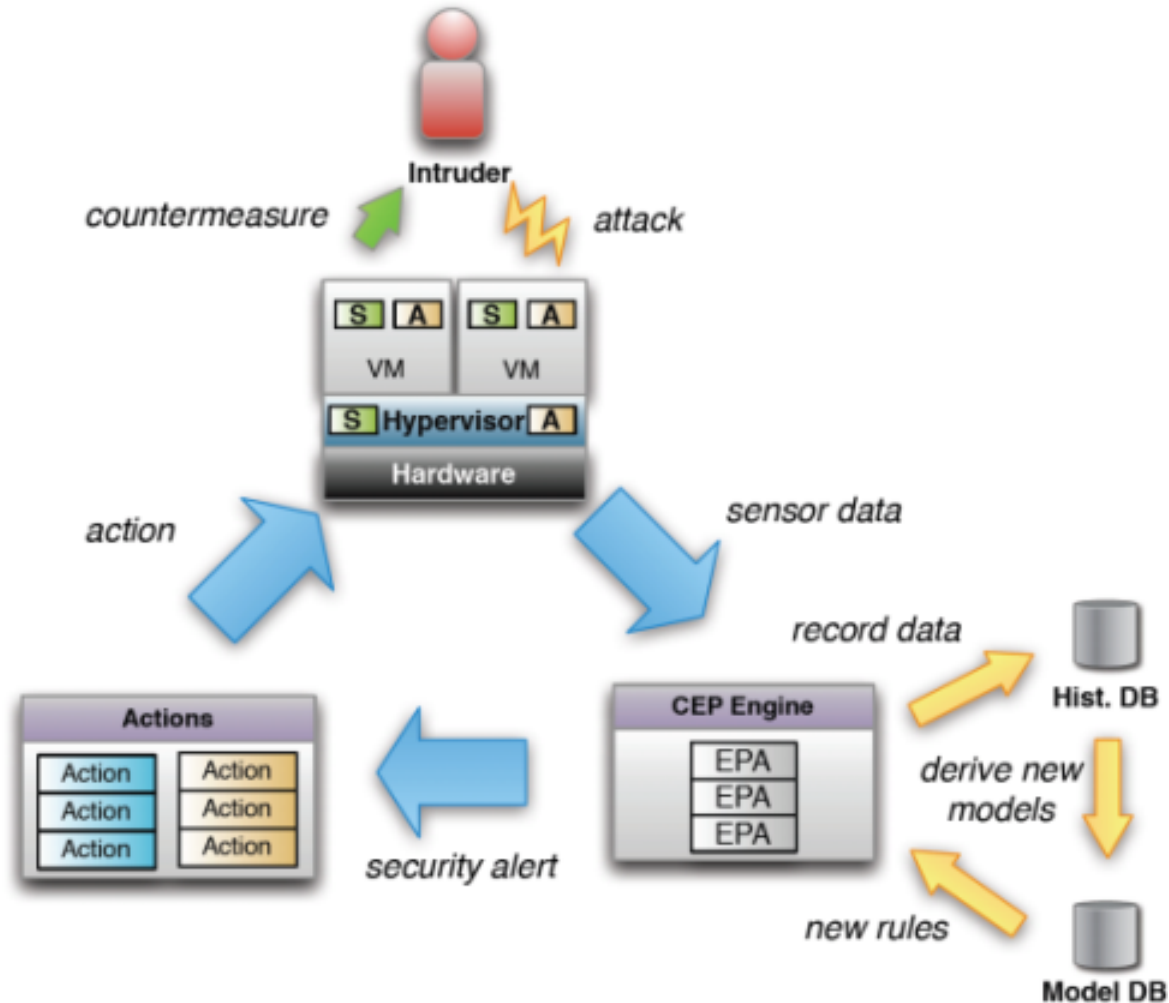 Intruder
countermeasure
attack
S A S A
VM VM
S Hypervisor A
Hardware
action
sensor data
record data
Hist. DB
Actions
Action Action
Action Action
Action Action
CEP Engine
EPA
EPA
EPA
derive new
models
security alert
new rules
Model DB